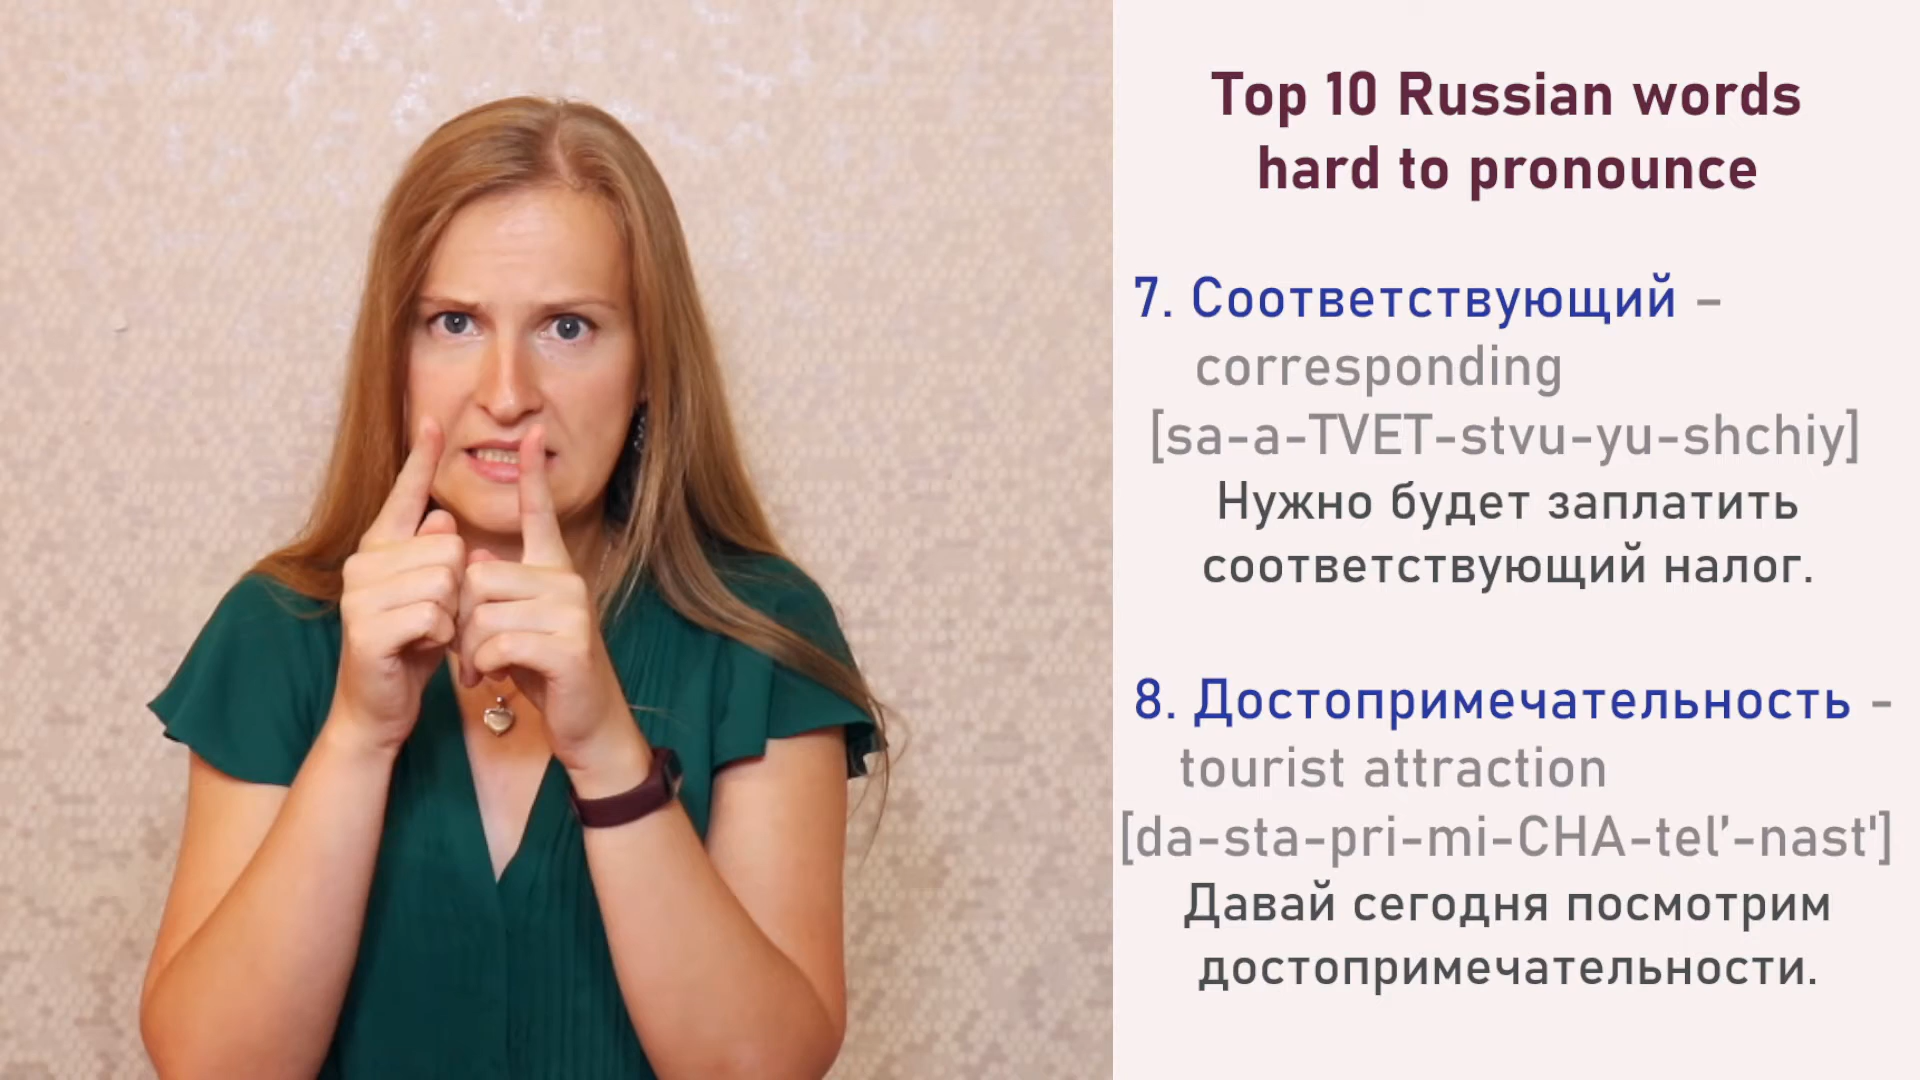 Top 10 Russian words
hard to pronounce
7. Соответствующий –
corresponding
[sa-a-TVET-stvu-yu-shchiy]
Нужно будет заплатить
соответствующий налог.
8. Достопримечательность -
tourist attraction
[da-sta-pri-mi-CHA-tel’-nast']
Давай сегодня посмотрим
достопримечательности.